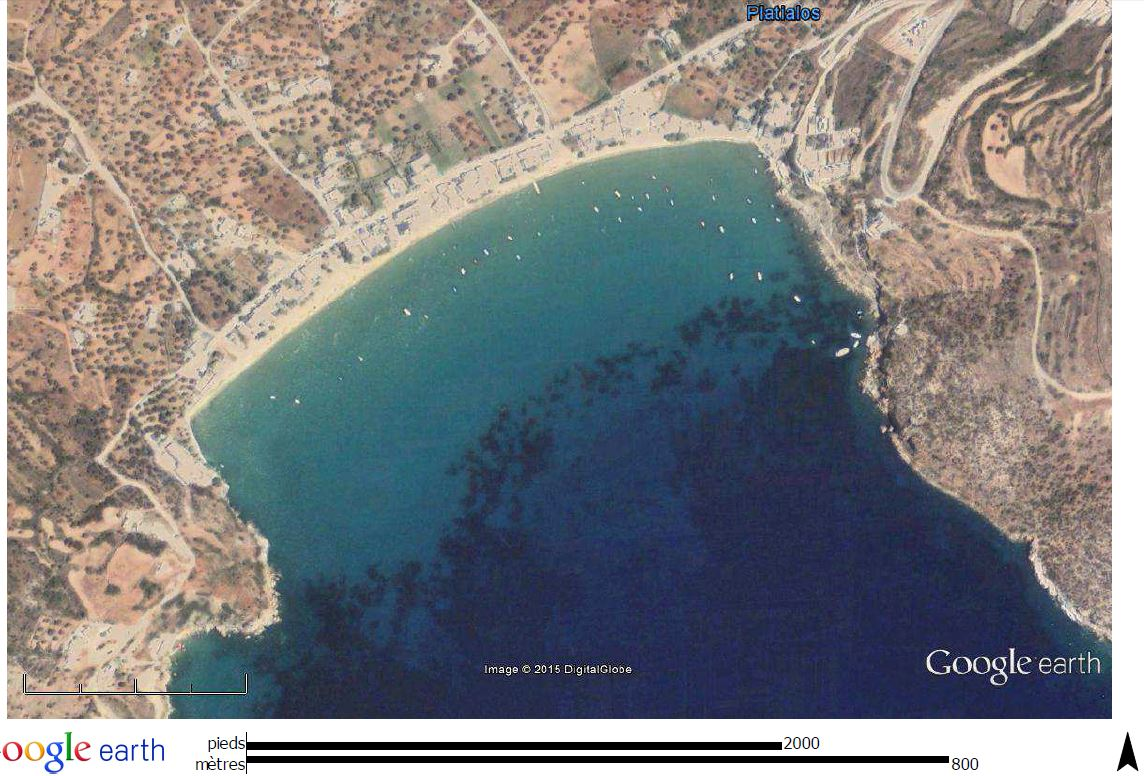 Platialos
Image © 2015 DigitalGlobe
Google earth
oogle earth
pieds 2000
mètres 800